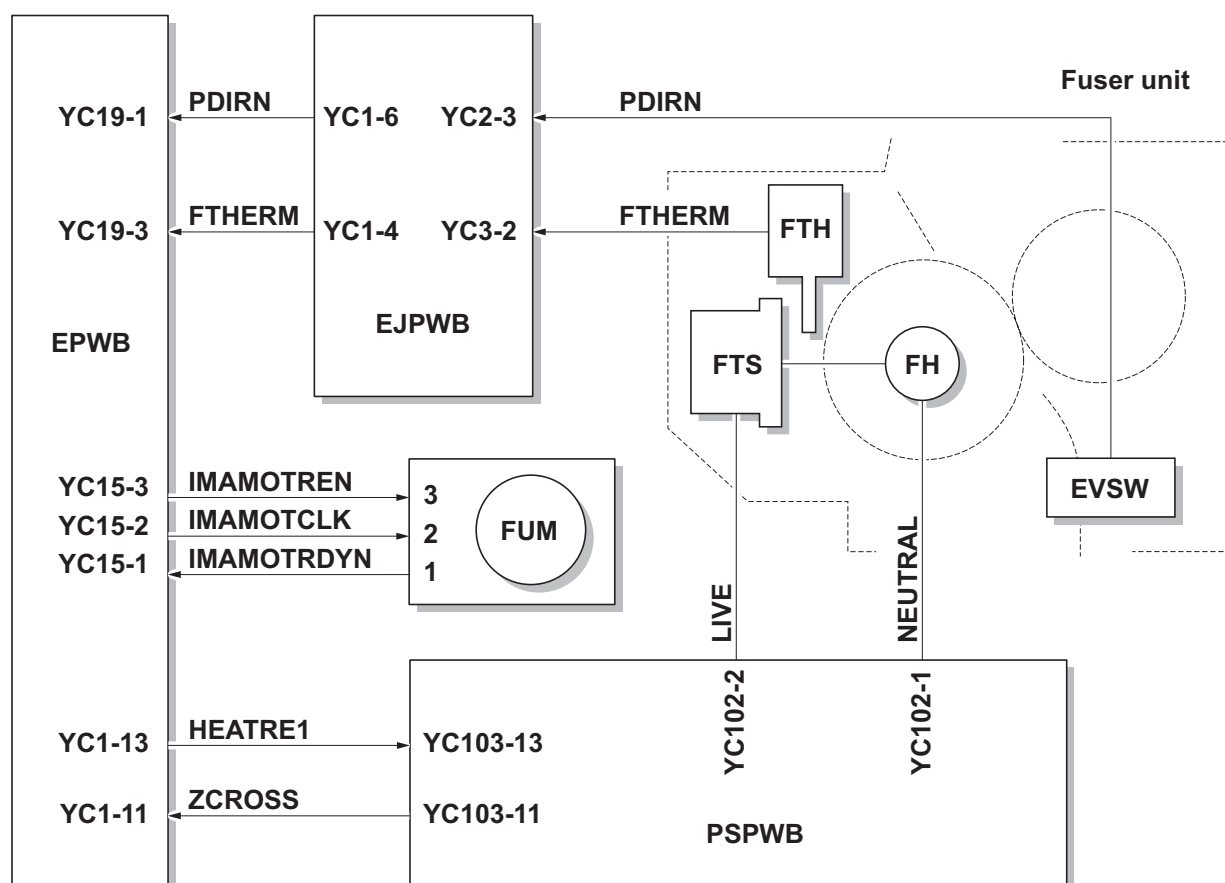 Fuser unit
YC19-1
PDIRN
YC1-6
YC2-3
PDIRN
YC19-3
FTHERM
YC1-4
YC3-2
FTHERM
FTH
EPWB
EJPWB
FTS
FH
EVSW
YC15-3
IMAMOTREN
3
YC15-2
IMAMOTCLK
2
YC15-1
IMAMOTRDYN
1
FUM
LIVE
NEUTRAL
YC102-2
YC102-1
YC1-13
HEATRE1
YC103-13
YC1-11
ZCROSS
YC103-11
PSPWB